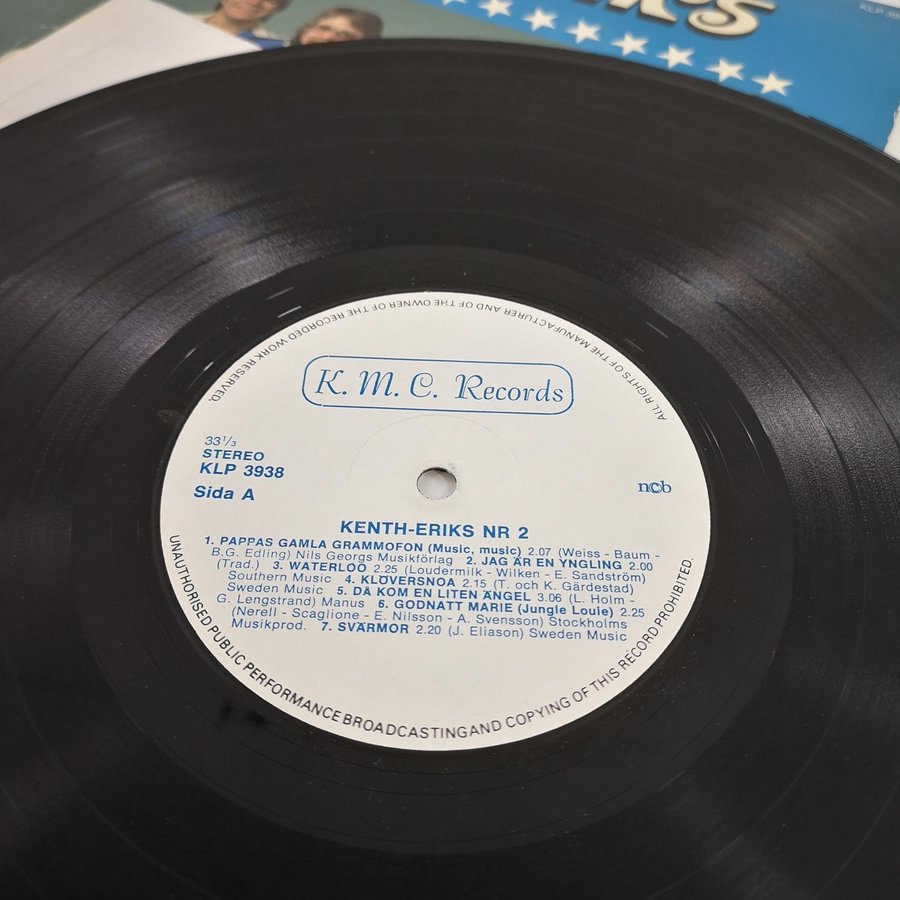 KLP 39
K. M. C. Records
33 1/3
STEREO
KLP 3938
Sida A
ncb
KENTH-ERIKS NR 2
1. PAPPAS GAMLA GRAMMOFON (Music, music) 2.07 (Weiss - Baum -
B.G. Edling) Nils Georgs Musikförlag 2. JAG ÄR EN YNGLING 2.00
(Trad.) 3. WATERLOO 2.25 (Loudermilk - Wilken - E. Sandström)
Southern Music 4. KLÖVERSNOA 2.15 (T. och K. Gärdestad)
Sweden Music 5. DÅ KOM EN LITEN ÄNGEL 3.06 (L. Holm -
G. Lengstrand) Manus 6. GODNATT MARIE (Jungle Louie) 2.25
(Nerell - Scaglione - E. Nilsson - A. Svensson) Stockholms
Musikprod. 7. SVÄRMOR 2.20 (J. Eliason) Sweden Music
ALL RIGHTS OF THE MANUFACTURER AND OF THE OWNER OF THE RECORDED WORK RESERVED.
UNAUTHORISED PUBLIC PERFORMANCE BROADCASTING AND COPYING OF THIS RECORD PROHIBITED.